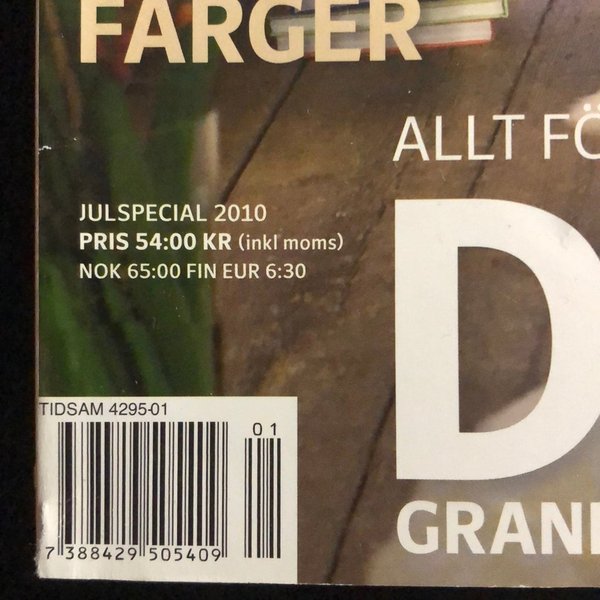 FÄRGER
ALLT FÖ
JULSPECIAL 2010
PRIS 54:00 KR (inkl moms)
NOK 65:00 FIN EUR 6:30
D
GRAN
TIDSAM 4295-01
01
7 388429 505409